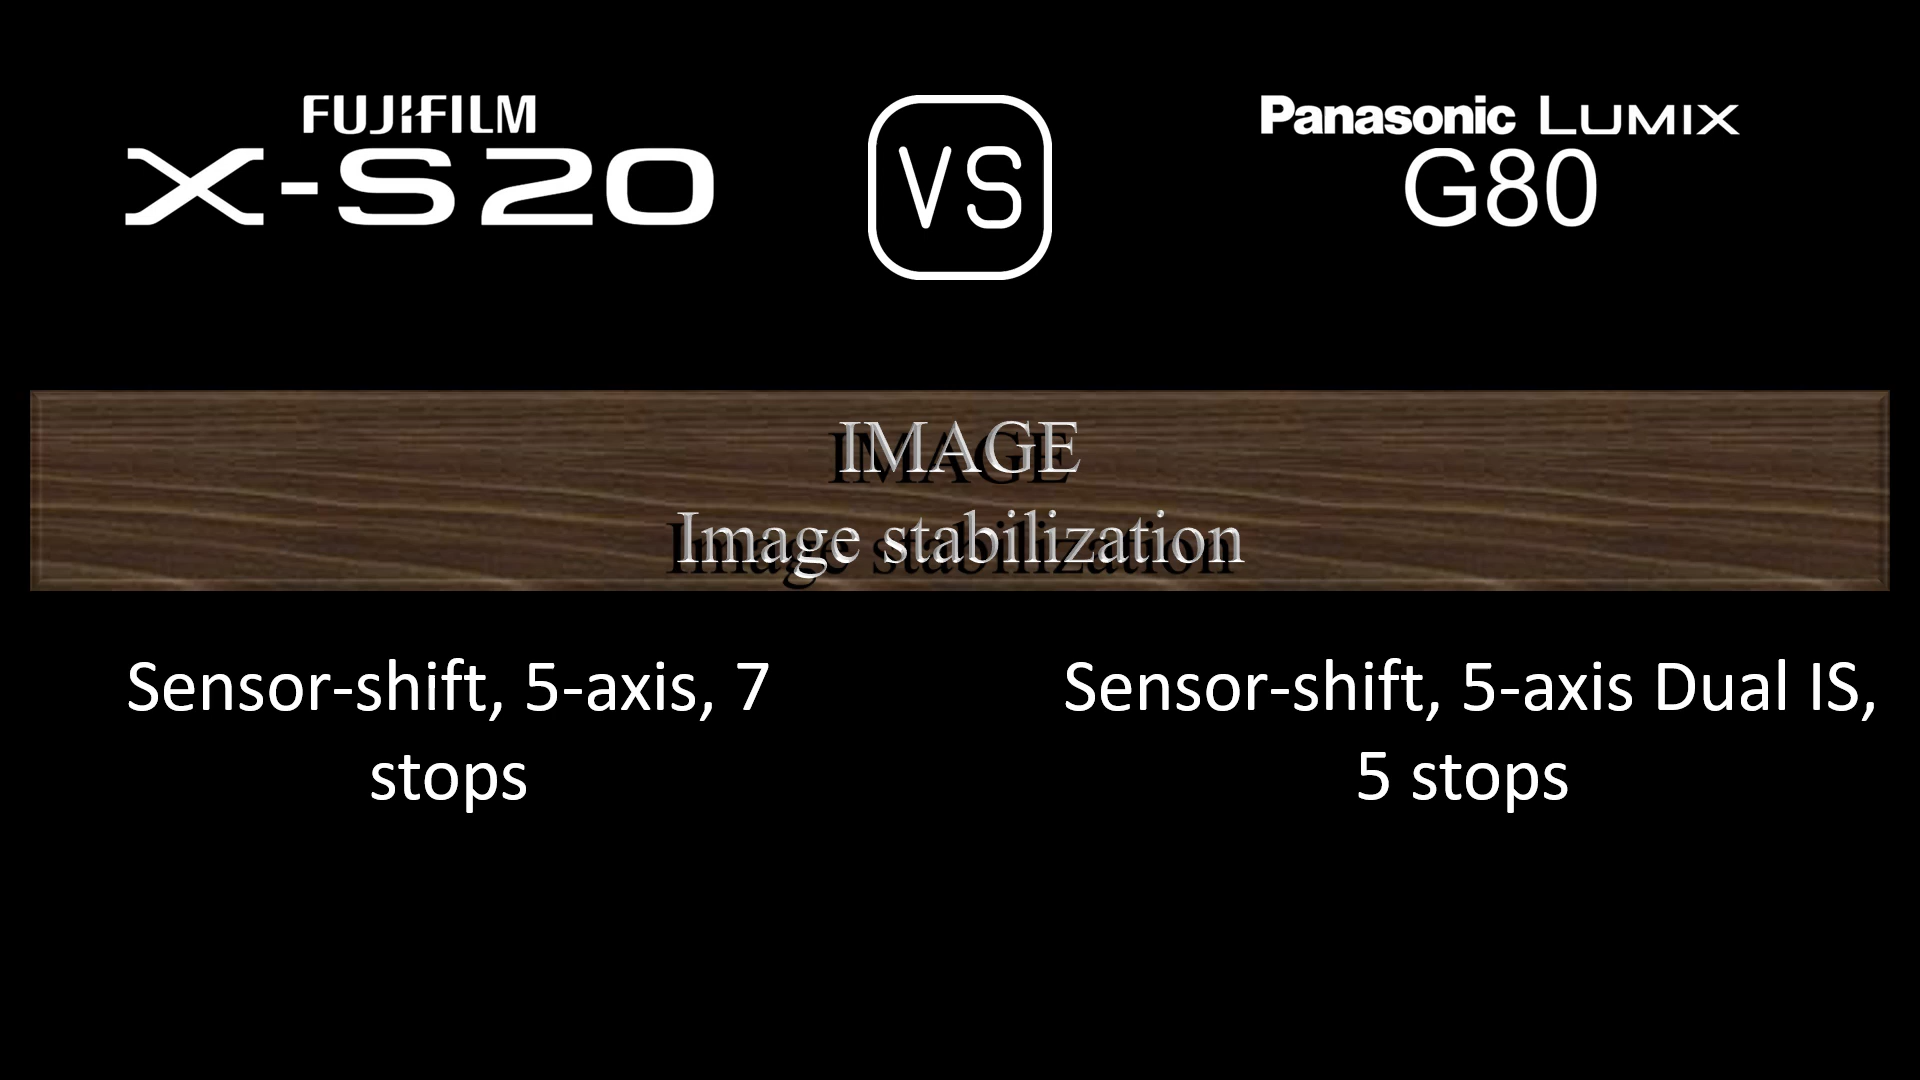 FUJIFILM
X-S20
VS
Panasonic LUMIX
G80
IMAGE
Image stabilization
Sensor-shift, 5-axis, 7
stops
Sensor-shift, 5-axis Dual IS,
5 stops